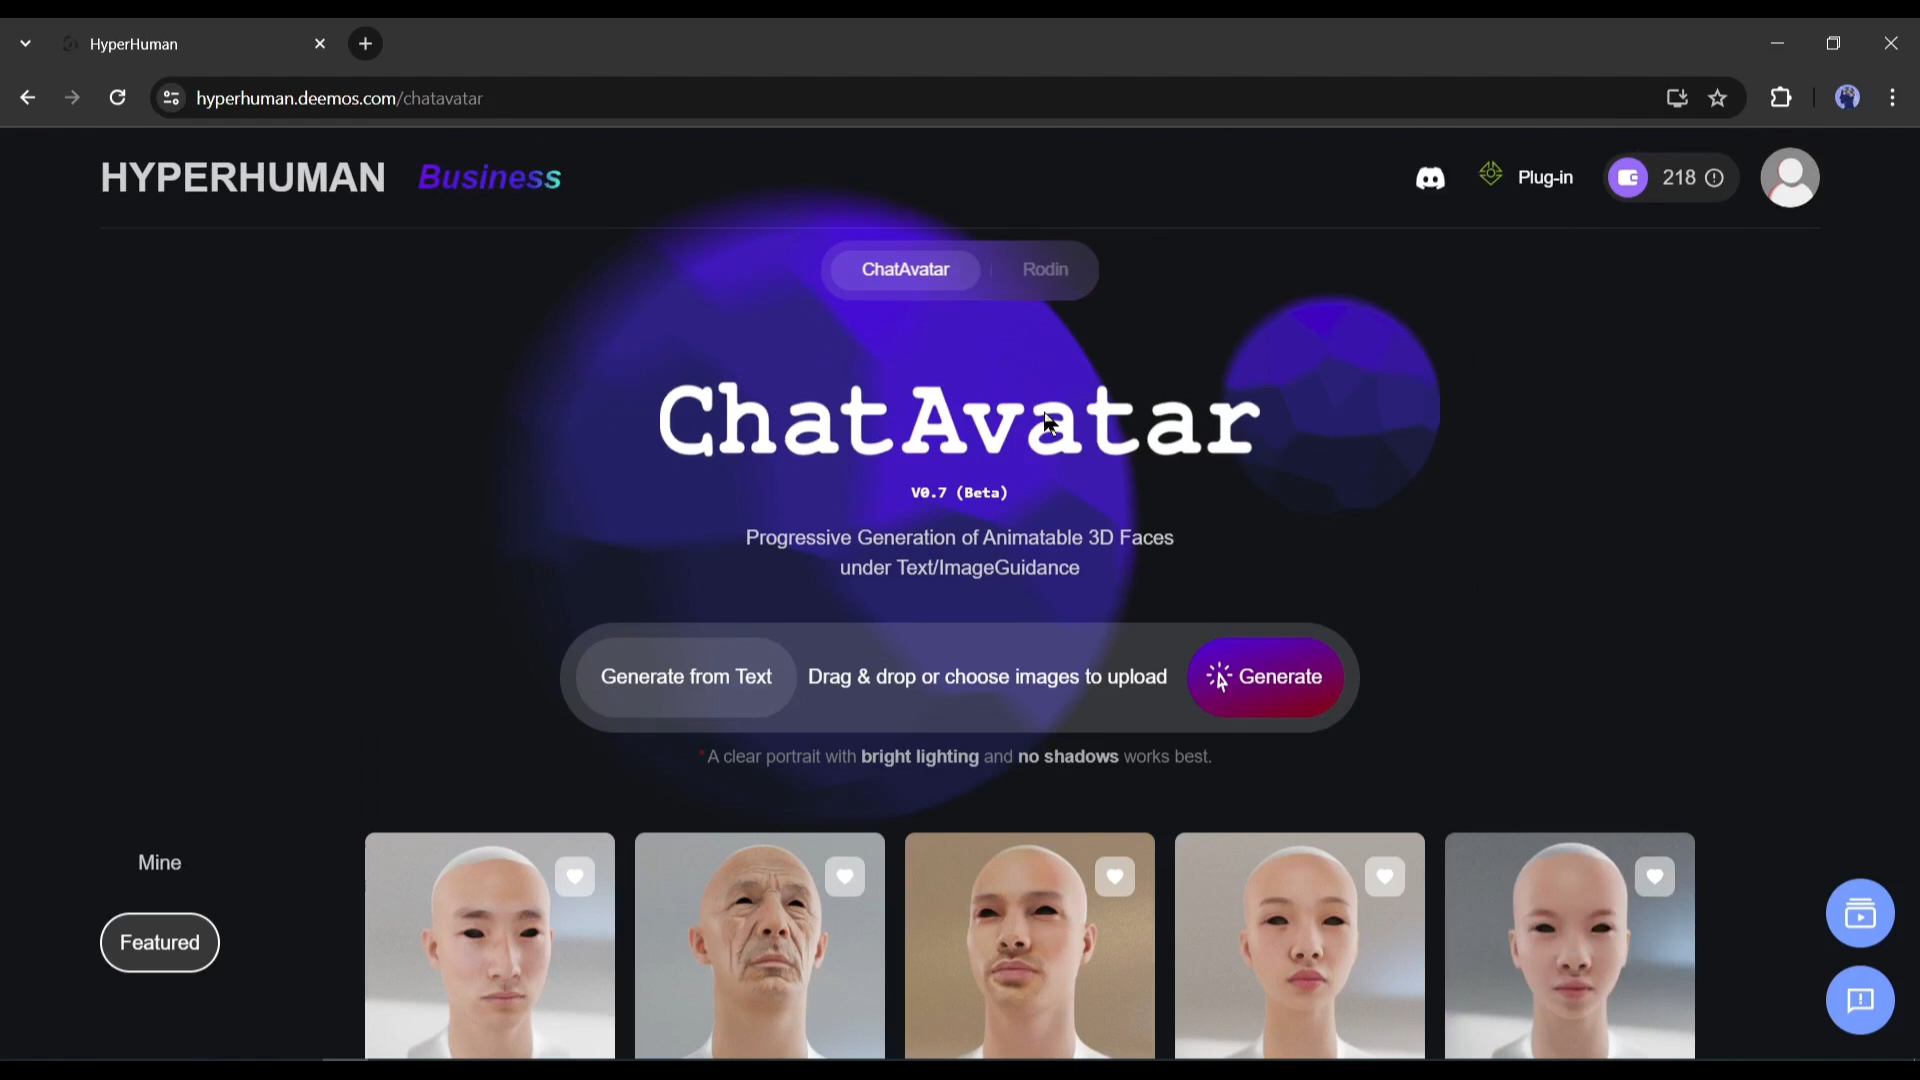 HyperHuman
hyperhuman.deemos.com/chatavatar
HYPERHUMAN Business
Plug-in
218
ChatAvatar
Rodin
ChatAvatar
V0.7 (Beta)
Progressive Generation of Animatable 3D Faces
under Text/ImageGuidance
Generate from Text
Drag & drop or choose images to upload
Generate
*A clear portrait with bright lighting and no shadows works best.
Mine
Featured